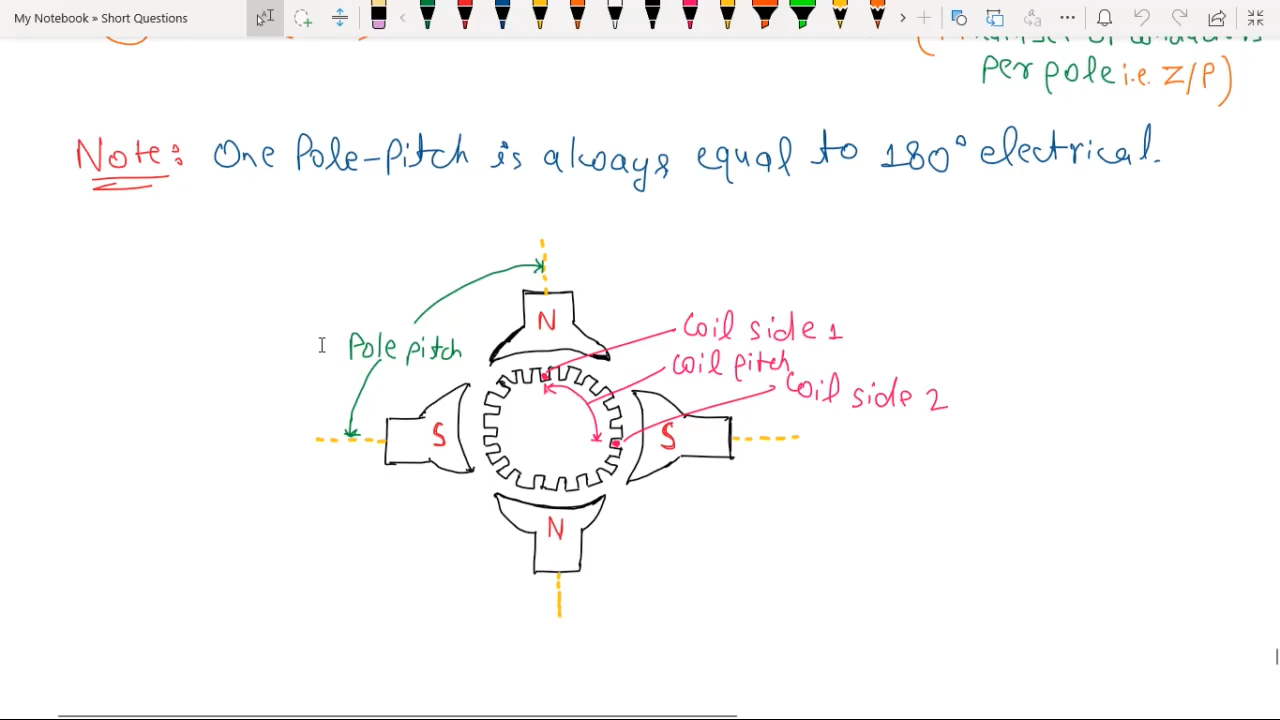 My Notebook » Short Questions
per pole i.e. Z/P)
Note: One Pole-Pitch is always equal to 180° electrical.
N
Coil side 1
Pole pitch
coil pitch
Coil side 2
S
S
N